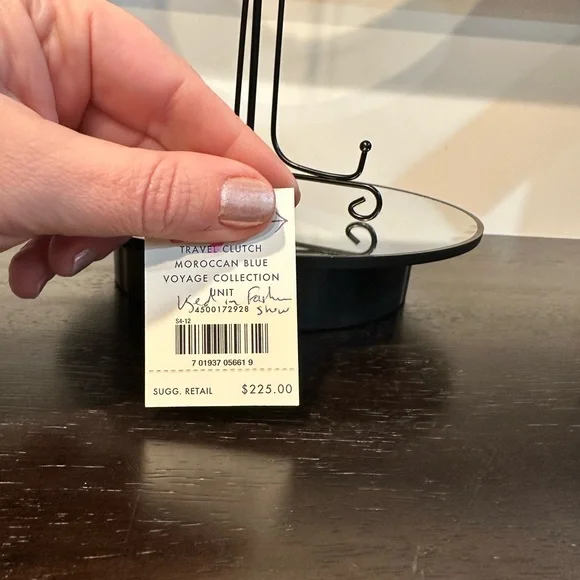 TRAVEL CLUTCH
MOROCCAN BLUE
VOYAGE COLLECTION
UNIT
Used in Fashion
4500172928 Show
S4-12
7 01937 05661 9
SUGG. RETAIL $225.00